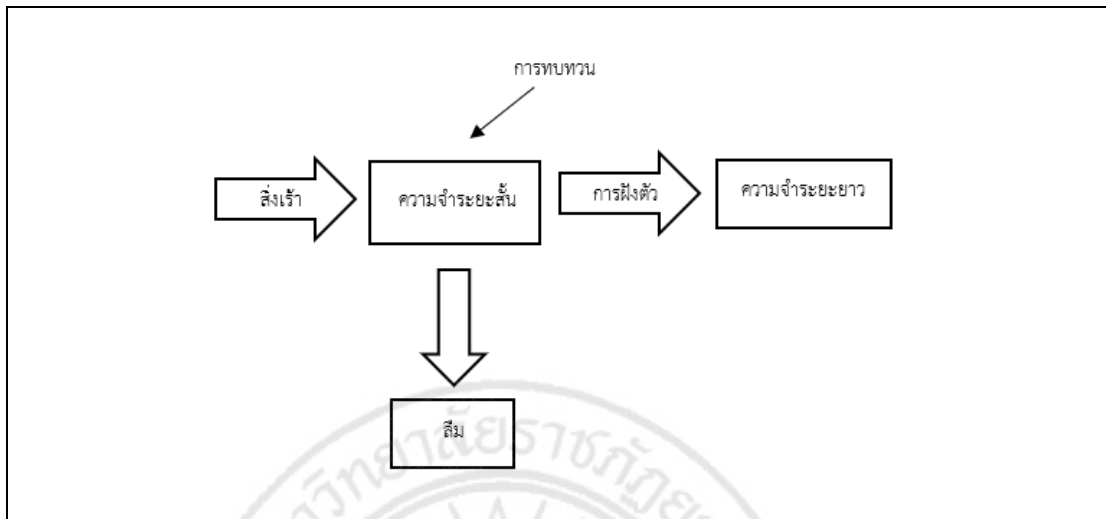 การทบทวน
สิ่งเร้า
ความจำระยะสั้น
การฝังตัว
ความจำระยะยาว
ลืม